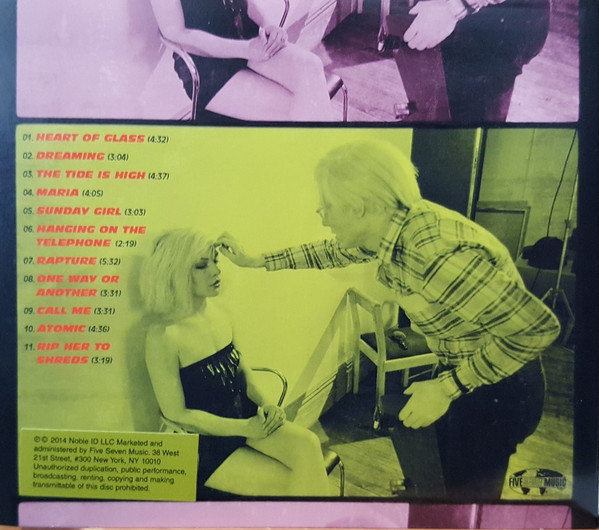 01. HEART OF GLASS (4:32)
02. DREAMING (3:04)
03. THE TIDE IS HIGH (4:37)
04. MARIA (4:05)
05. SUNDAY GIRL (3:03)
06. HANGING ON THE
TELEPHONE (2:19)
07. RAPTURE (5:32)
08. ONE WAY OR
ANOTHER (3:31)
09. CALL ME (3:31)
10. ATOMIC (4:36)
11. RIP HER TO
SHREDS (3:19)
℗ © 2014 Noble ID LLC Marketed and
administered by Five Seven Music. 38 West
21st Street, #300 New York, NY 10010
Unauthorized duplication, public performance,
broadcasting, renting, copying and making
transmittable of this disc prohibited.
FIVE SEVEN MUSIC